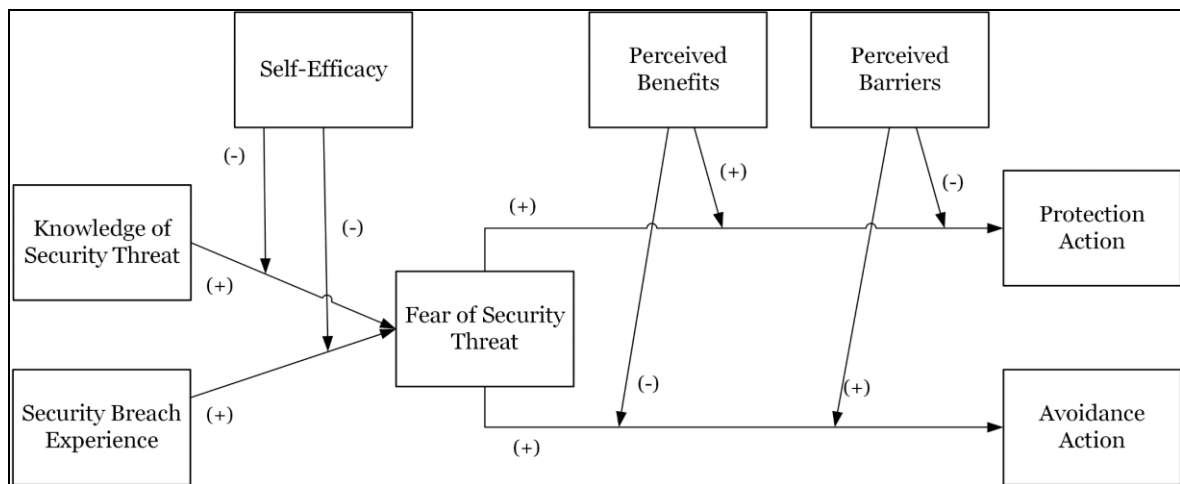 Self-Efficacy
Perceived
Benefits
Perceived
Barriers
(-)
(+)
(-)
Knowledge of
Security Threat
(-)
(+)
Protection
Action
(+)
Fear of Security
Threat
(-)
(+)
Security Breach
Experience
(+)
(+)
Avoidance
Action